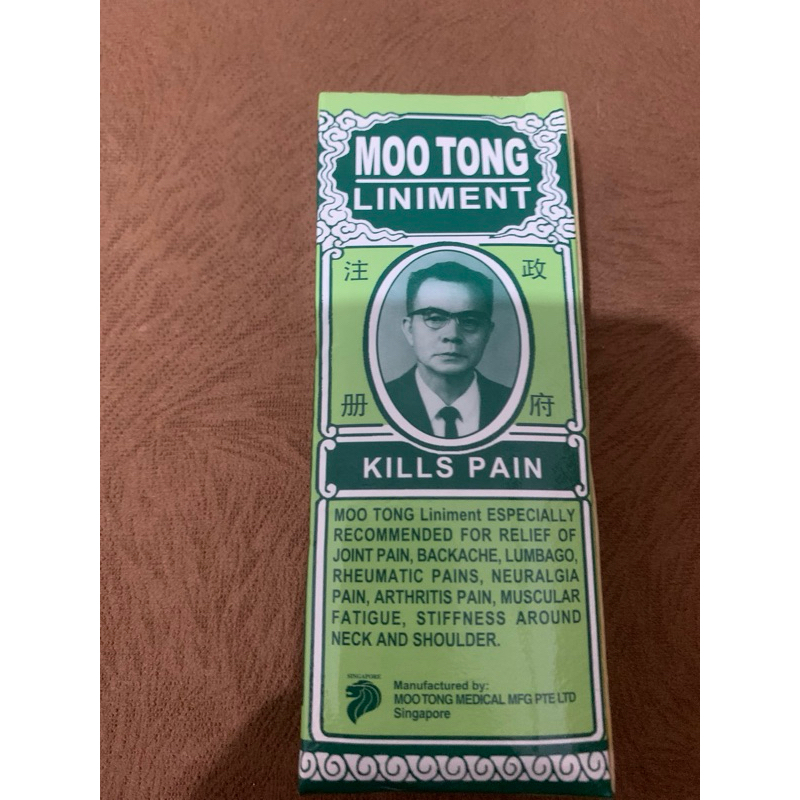 MOO TONG
LINIMENT
注 政
册 府
KILLS PAIN
MOO TONG Liniment ESPECIALLY
RECOMMENDED FOR RELIEF OF
JOINT PAIN, BACKACHE, LUMBAGO,
RHEUMATIC PAINS, NEURALGIA
PAIN, ARTHRITIS PAIN, MUSCULAR
FATIGUE, STIFFNESS AROUND
NECK AND SHOULDER.
SINGAPORE
Manufactured by:
MOO TONG MEDICAL MFG PTE LTD
Singapore